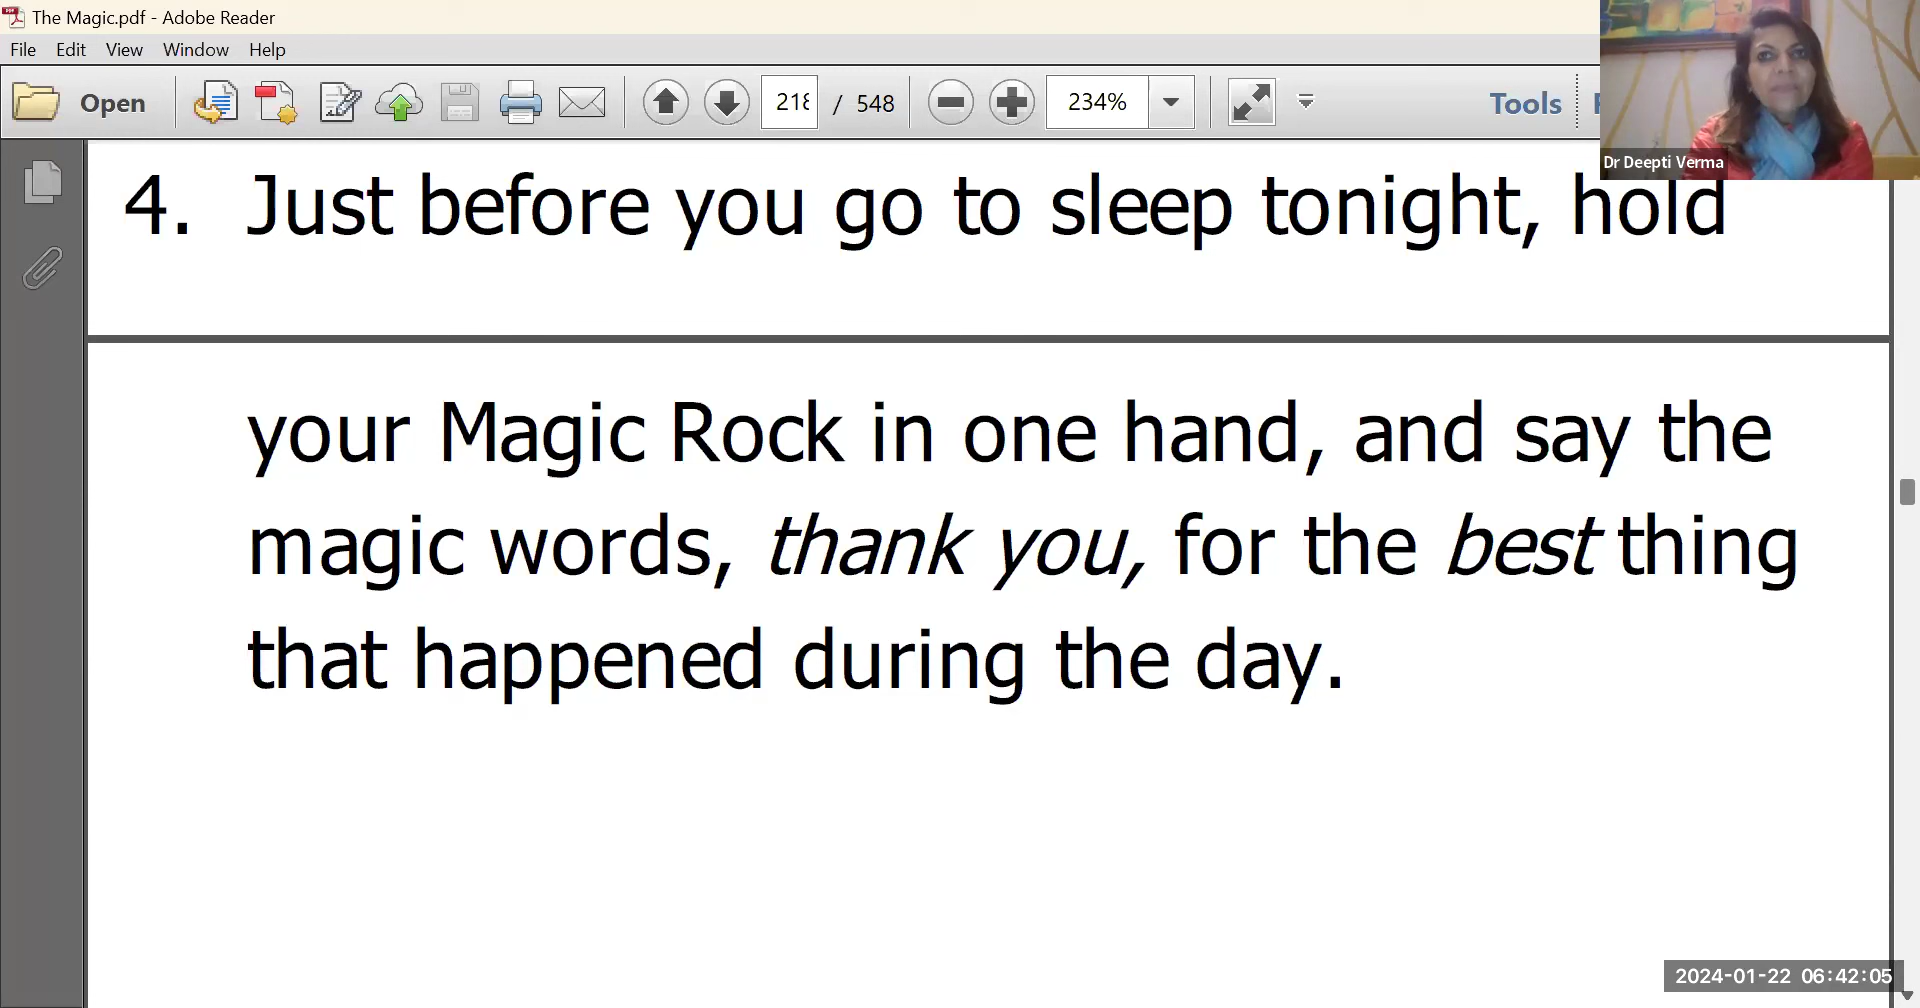 The Magic.pdf - Adobe Reader
File Edit View Window Help
Open 218 / 548 234% Tools
Dr Deepti Verma
4. Just before you go to sleep tonight, hold
your Magic Rock in one hand, and say the
magic words, thank you, for the best thing
that happened during the day.
2024-01-22 06:42:05